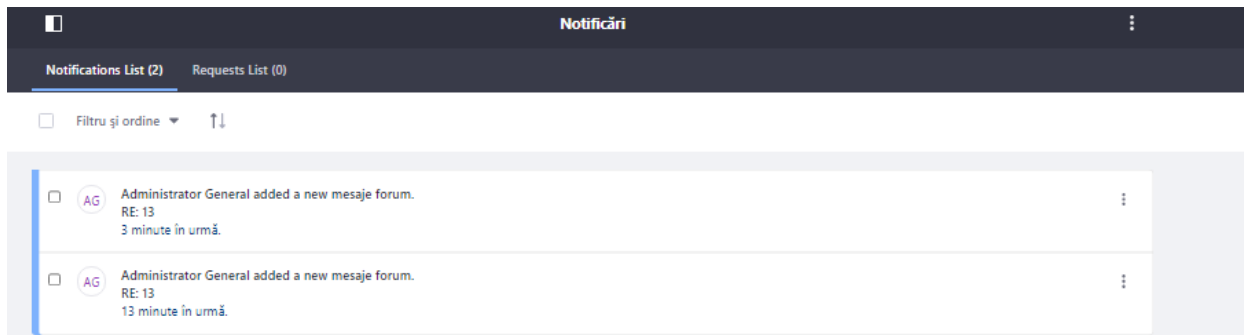 Notificări
Notifications List (2) Requests List (0)
Filtru și ordine
AG
Administrator General added a new mesaje forum.
RE: 13
3 minute în urmă.
AG
Administrator General added a new mesaje forum.
RE: 13
13 minute în urmă.